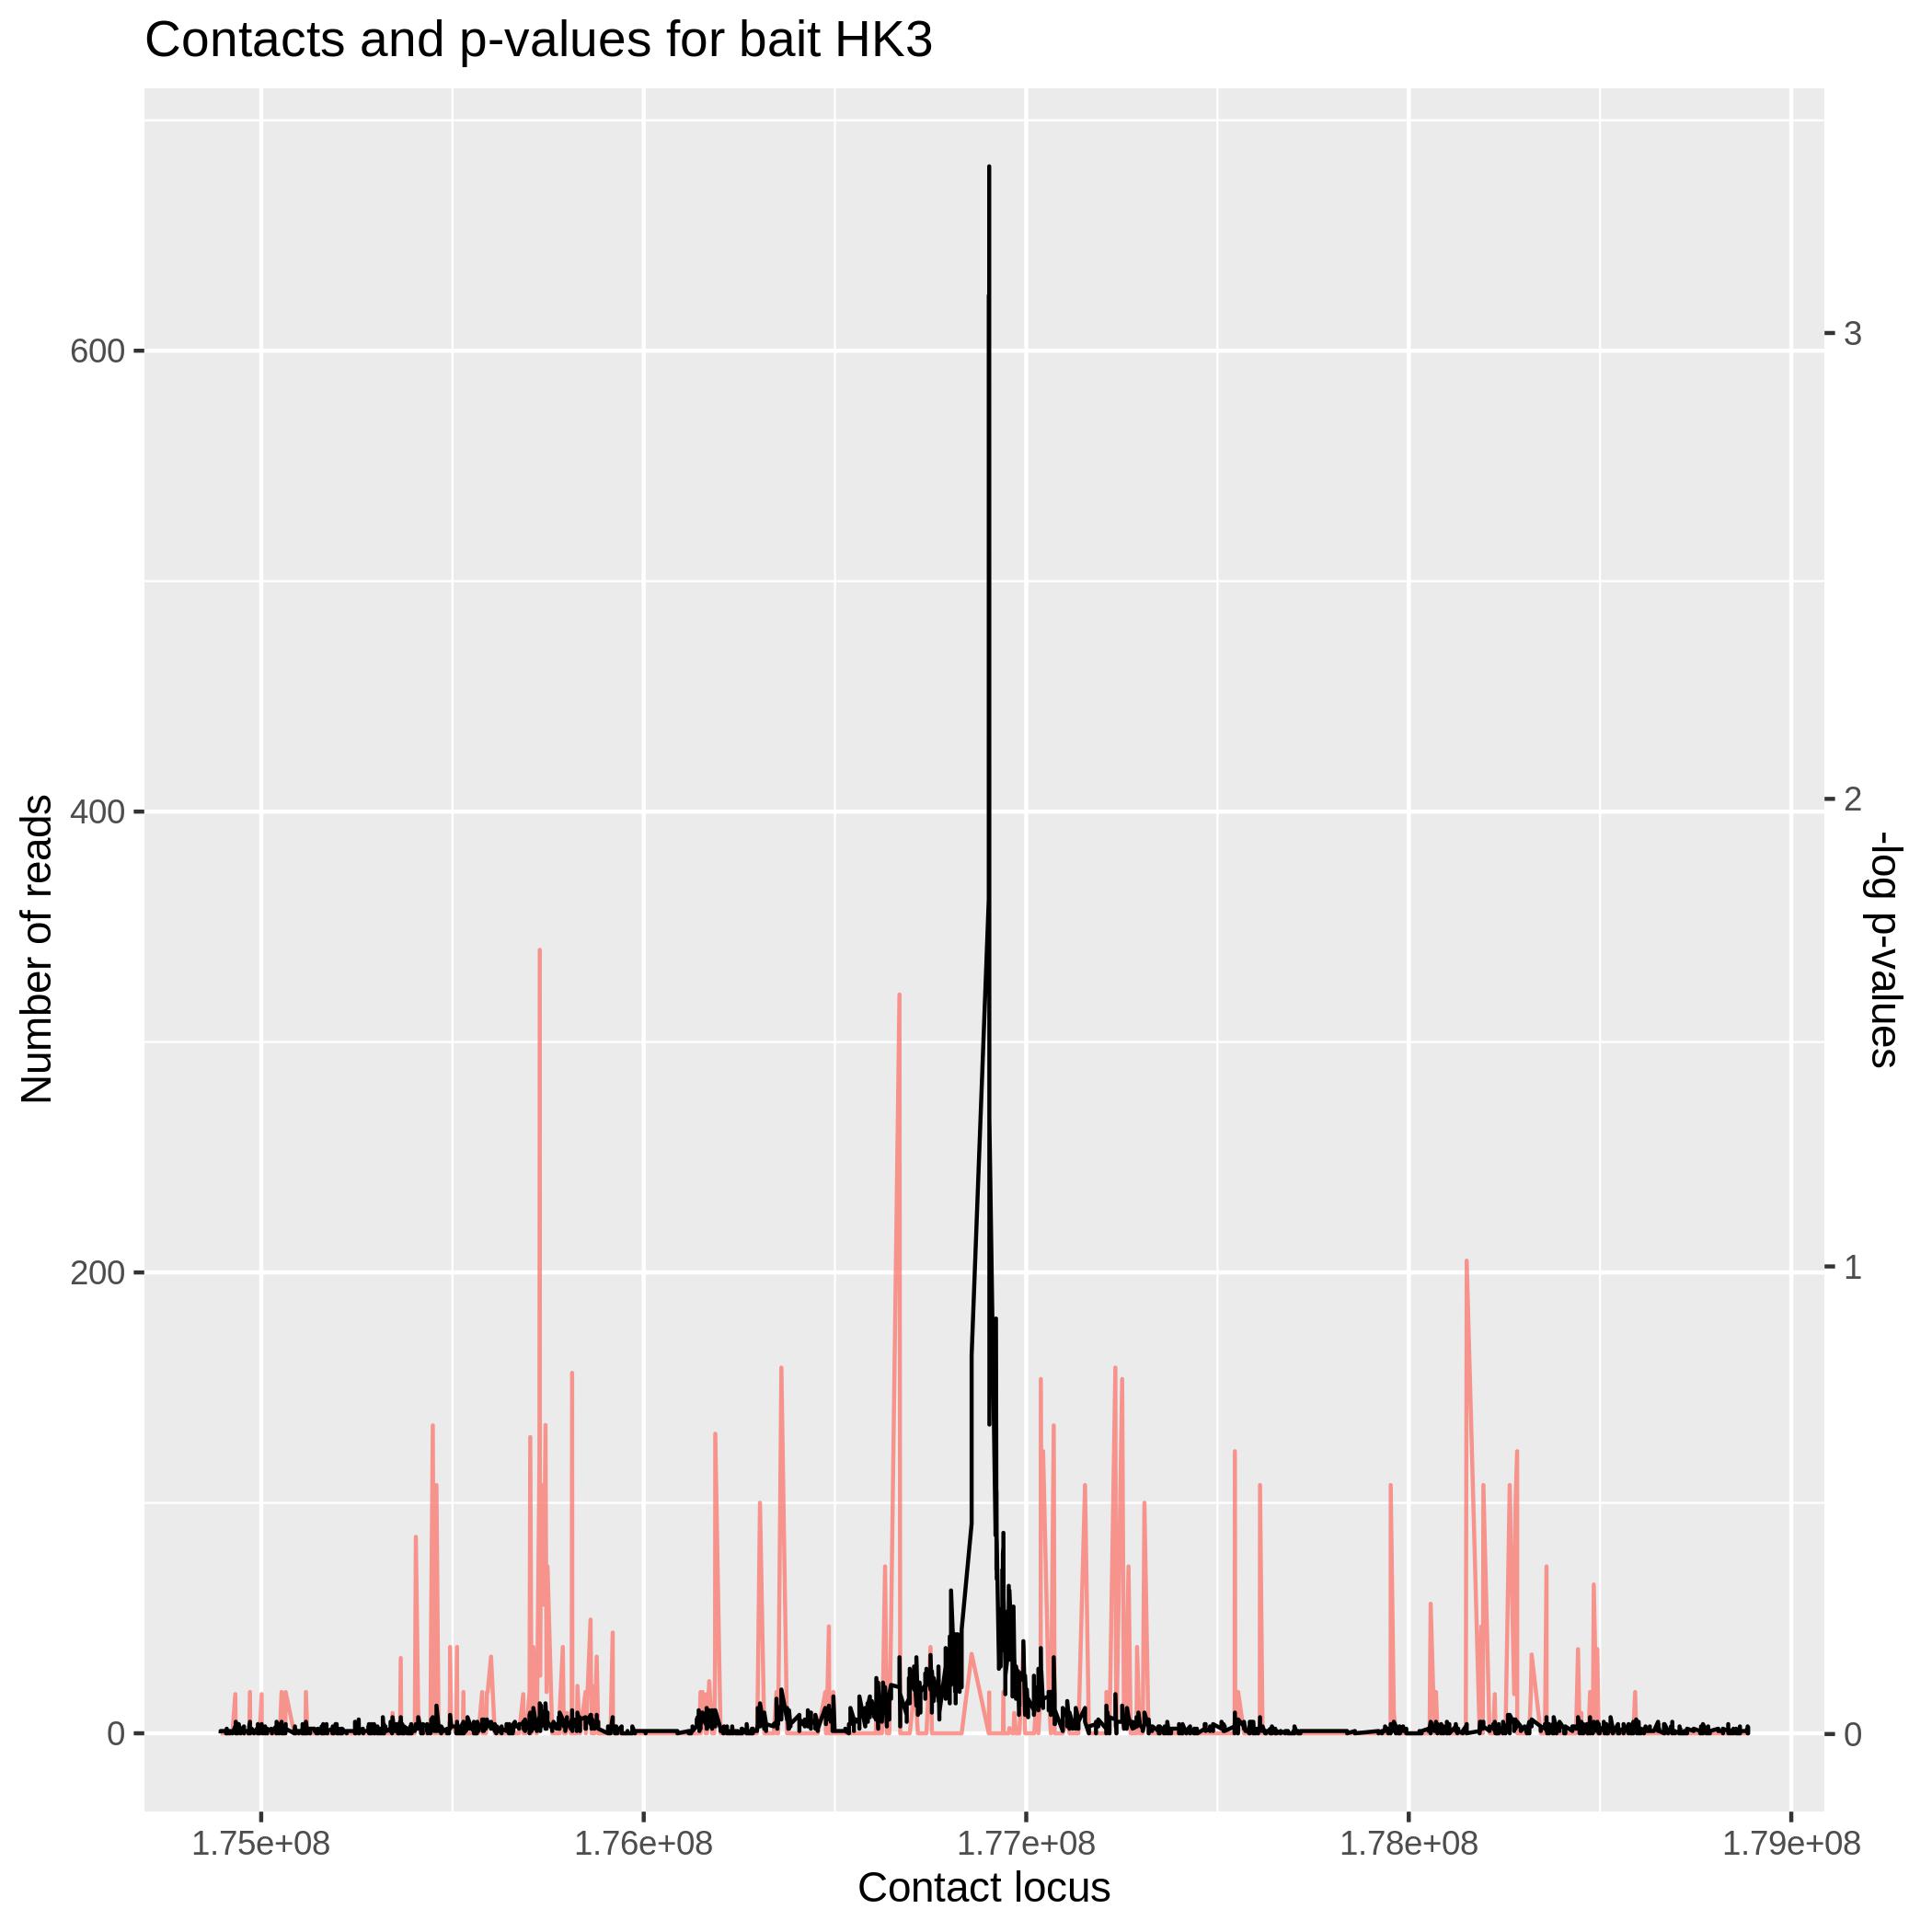 Contacts and p-values for bait HK3
600
400
200
0
3
2
1
0
Number of reads
-log p-values
1.75e+08
1.76e+08
1.77e+08
1.78e+08
1.79e+08
Contact locus